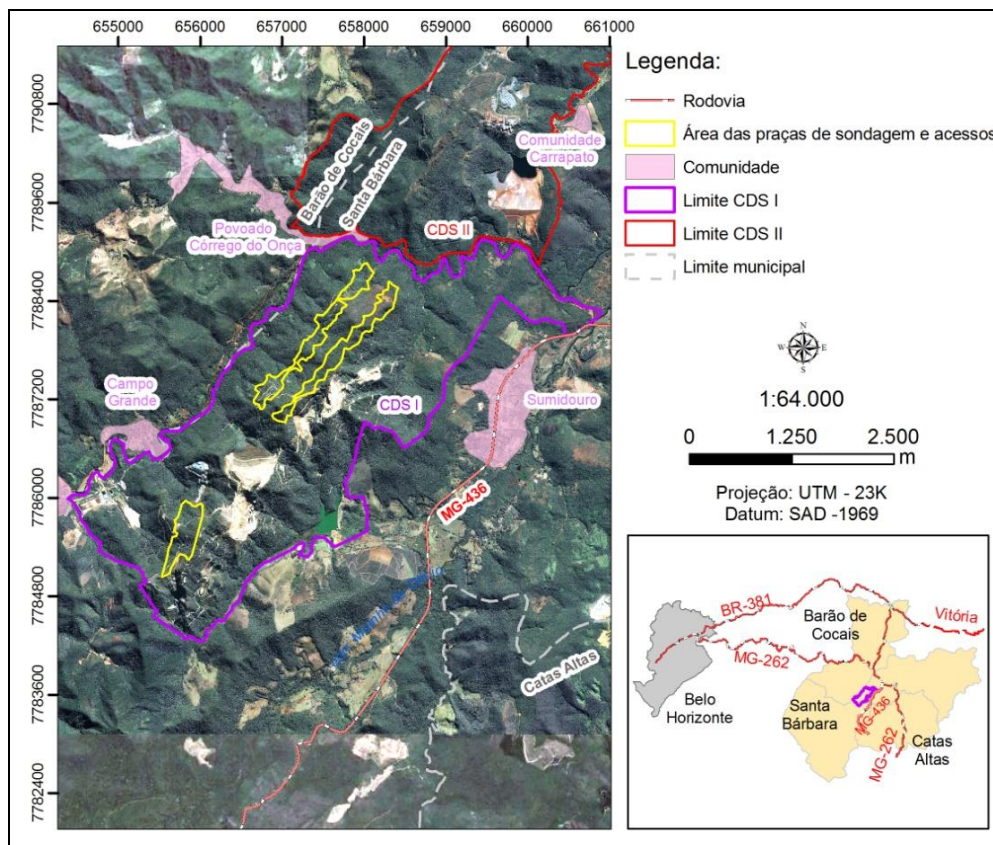 655000 656000 657000 658000 659000 660000 661000
7790800
7789600
7788400
7787200
7786000
7784800
7783600
7782400
Barão de Cocais
Santa Bárbara
Comunidade
Carrapato
Povoado
Córrego do Onça
CDS II
Campo
Grande
CDS I
Sumidouro
MG-436
Catas Altas
Legenda:
Rodovia
Área das praças de sondagem e acessos
Comunidade
Limite CDS I
Limite CDS II
Limite municipal
N
W E
S
1:64.000
0 1.250 2.500
m
Projeção: UTM - 23K
Datum: SAD -1969
BR-381
Barão de
Cocais
Vitória
MG-262
Belo
Horizonte
Santa
Bárbara
MG-436
MG-262
Catas
Altas